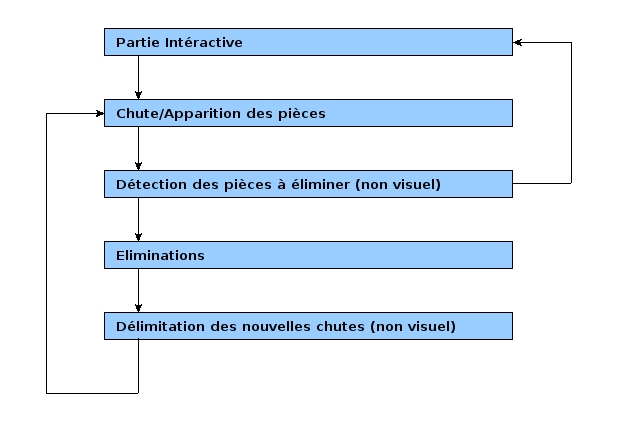 Partie Intéractive
Chute/Apparition des pièces
Détection des pièces à éliminer (non visuel)
Eliminations
Délimitation des nouvelles chutes (non visuel)